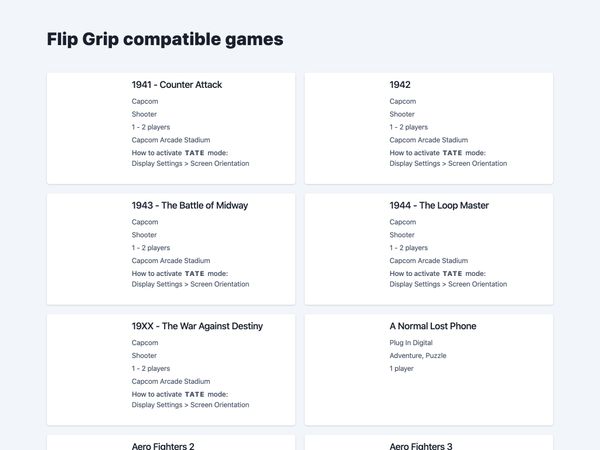 Flip Grip compatible games
1941 - Counter Attack
Capcom
Shooter
1 - 2 players
Capcom Arcade Stadium
How to activate TATE mode:
Display Settings > Screen Orientation
1942
Capcom
Shooter
1 - 2 players
Capcom Arcade Stadium
How to activate TATE mode:
Display Settings > Screen Orientation
1943 - The Battle of Midway
Capcom
Shooter
1 - 2 players
Capcom Arcade Stadium
How to activate TATE mode:
Display Settings > Screen Orientation
1944 - The Loop Master
Capcom
Shooter
1 - 2 players
Capcom Arcade Stadium
How to activate TATE mode:
Display Settings > Screen Orientation
19XX - The War Against Destiny
Capcom
Shooter
1 - 2 players
Capcom Arcade Stadium
How to activate TATE mode:
Display Settings > Screen Orientation
A Normal Lost Phone
Plug In Digital
Adventure, Puzzle
1 player
Aero Fighters 2
Aero Fighters 3